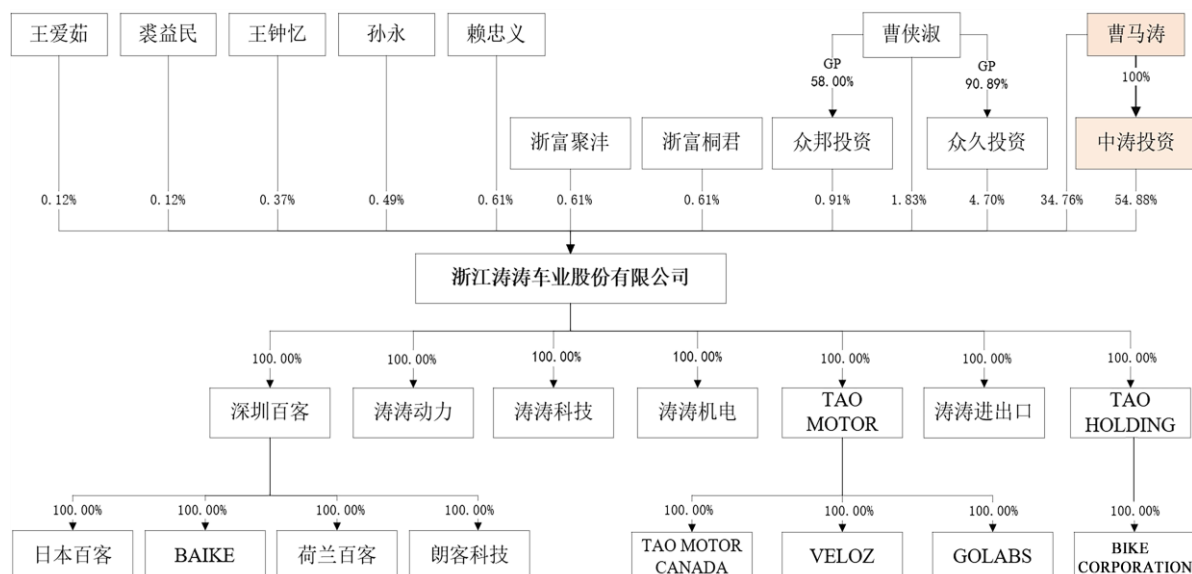 王爱茹
裘益民
王钟忆
孙永
赖忠义
曹侠淑
曹马涛
GP
58.00%
GP
90.89%
100%
浙富聚沣
浙富桐君
众邦投资
众久投资
中涛投资
0.12%
0.12%
0.37%
0.49%
0.61%
0.61%
0.61%
0.91%
1.83%
4.70%
34.76%
54.88%
浙江涛涛车业股份有限公司
100.00%
100.00%
100.00%
100.00%
100.00%
100.00%
100.00%
深圳百客
涛涛动力
涛涛科技
涛涛机电
TAO
MOTOR
涛涛进出口
TAO
HOLDING
100.00%
100.00%
100.00%
100.00%
100.00%
100.00%
100.00%
100.00%
日本百客
BAIKE
荷兰百客
朗客科技
TAO MOTOR
CANADA
VELOZ
GOLABS
BIKE
CORPORATION